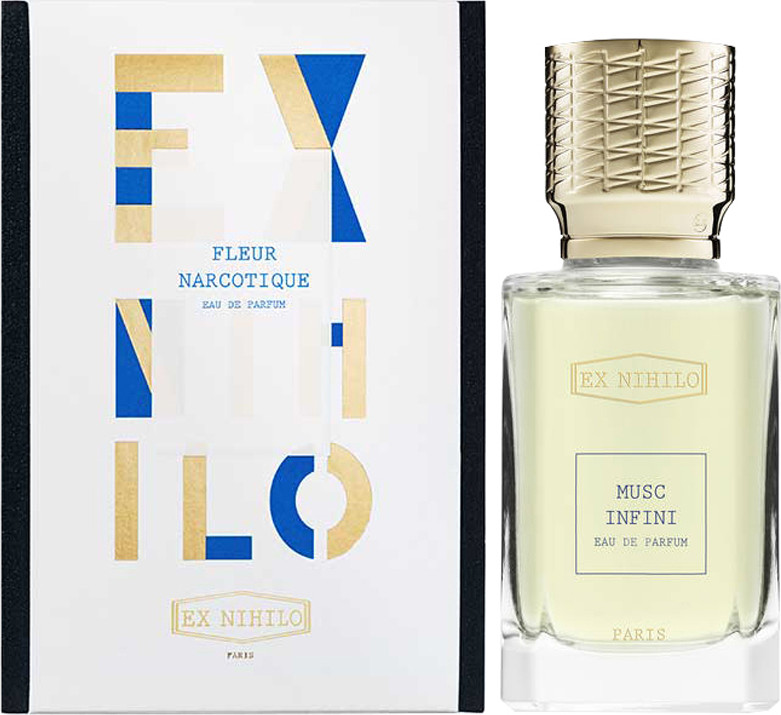 EX
NIHILO
FLEUR
NARCOTIQUE
EAU DE PARFUM
EX NIHILO
PARIS
EX NIHILO
MUSC
INFINI
EAU DE PARFUM
PARIS